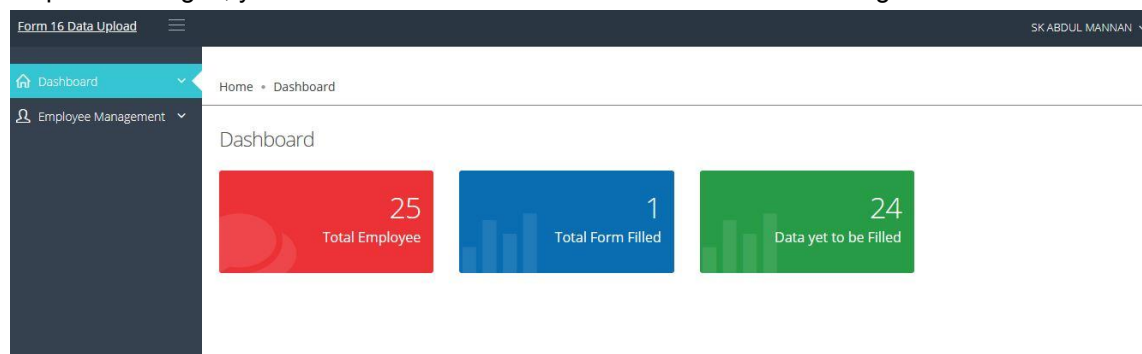 Form 16 Data Upload
SK ABDUL MANNAN
Dashboard
Home • Dashboard
Employee Management
Dashboard
25
Total Employee
1
Total Form Filled
24
Data yet to be Filled